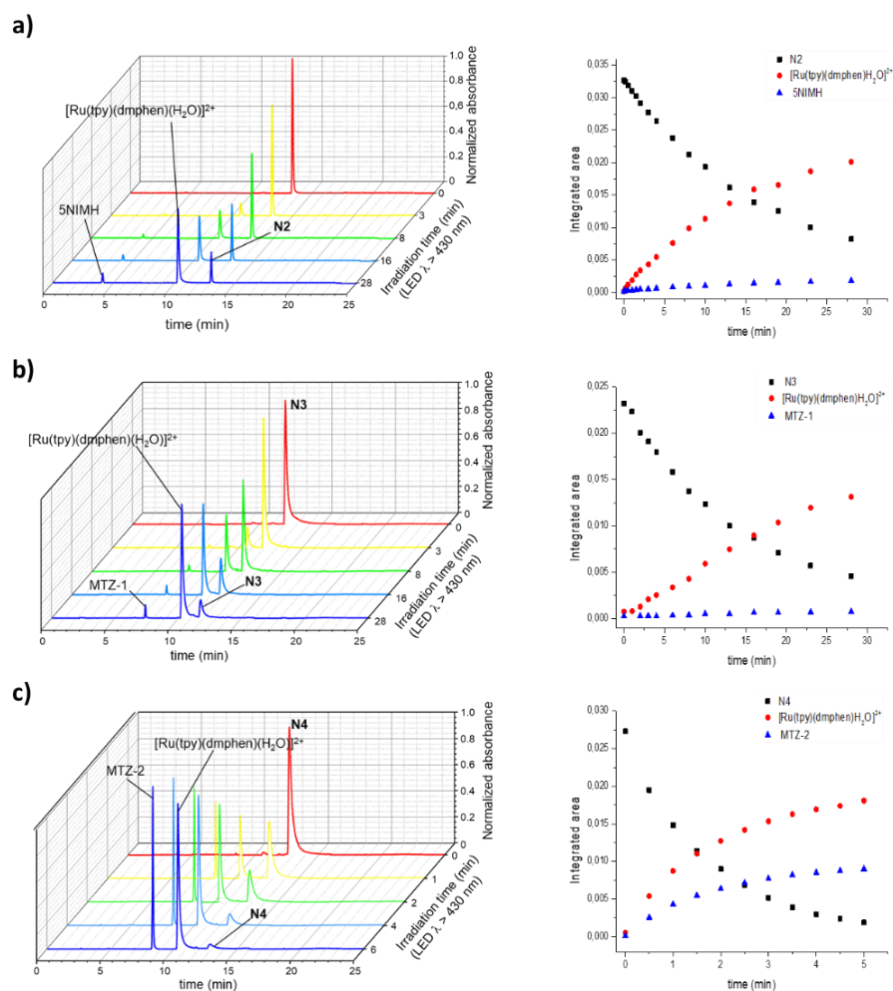 a)
[Ru(tpy)(dmphen)(H₂O)]²⁺
5NIMH
N2
1.0
0.8
0.6
0.4
0.2
0
Normalized absorbance
0
3
8
16
28
Irradiation time (min)
(LED λ > 430 nm)
0 5 10 15 20 25
time (min)
N2
[Ru(tpy)(dmphen)H₂O]²⁺
5NIMH
0.035
0.030
0.025
0.020
0.015
0.010
0.005
0.000
Integrated area
0 5 10 15 20 25 30
time (min)
b)
[Ru(tpy)(dmphen)(H₂O)]²⁺
MTZ-1
N3
N3
1.0
0.8
0.6
0.4
0.2
0
Normalized absorbance
0
3
8
16
28
Irradiation time (min)
(LED λ > 430 nm)
0 5 10 15 20 25
time (min)
N3
[Ru(tpy)(dmphen)H₂O]²⁺
MTZ-1
0.025
0.020
0.015
0.010
0.005
0.000
Integrated area
0 5 10 15 20 25 30
time (min)
c)
N4
[Ru(tpy)(dmphen)(H₂O)]²⁺
MTZ-2
N4
1.0
0.8
0.6
0.4
0.2
0
Normalized absorbance
0
1
2
4
6
Irradiation time (min)
(LED λ > 430 nm)
0 5 10 15 20 25
time (min)
N4
[Ru(tpy)(dmphen)H₂O]²⁺
MTZ-2
0.030
0.025
0.020
0.015
0.010
0.005
0.000
Integrated area
0 1 2 3 4 5
time (min)